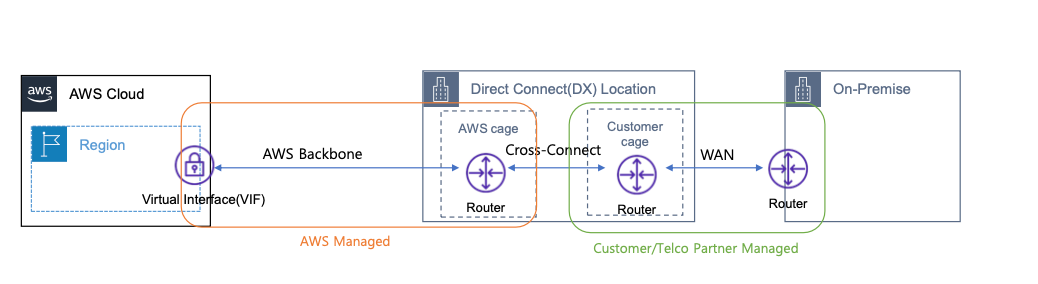 aws
AWS Cloud
Region
Virtual Interface(VIF)
AWS Backbone
AWS Managed
Direct Connect(DX) Location
AWS cage
Router
Cross-Connect
Customer
cage
Router
WAN
Customer/Telco Partner Managed
On-Premise
Router